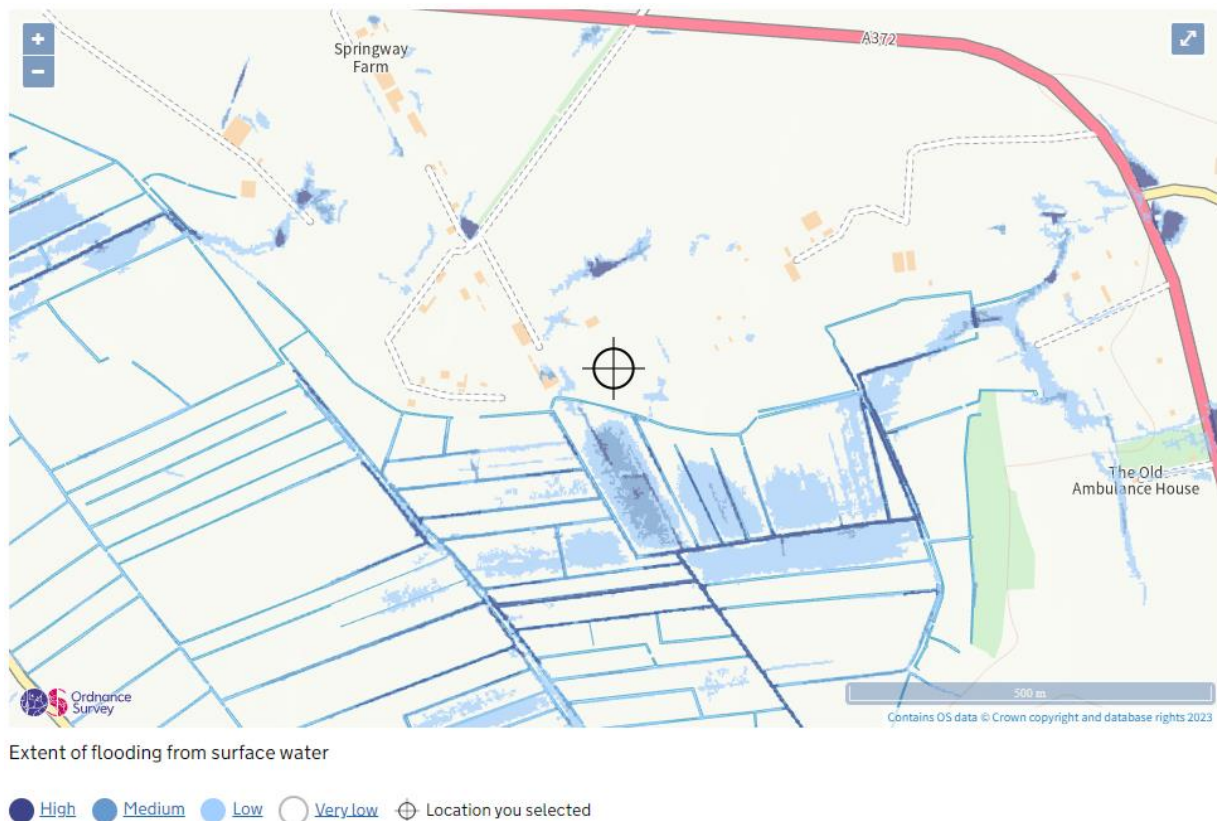 +
−
Springway
Farm
A372
The Old
Ambulance House
Ordnance
Survey
500 m
Contains OS data © Crown copyright and database rights 2023
Extent of flooding from surface water
High Medium Low Very low Location you selected